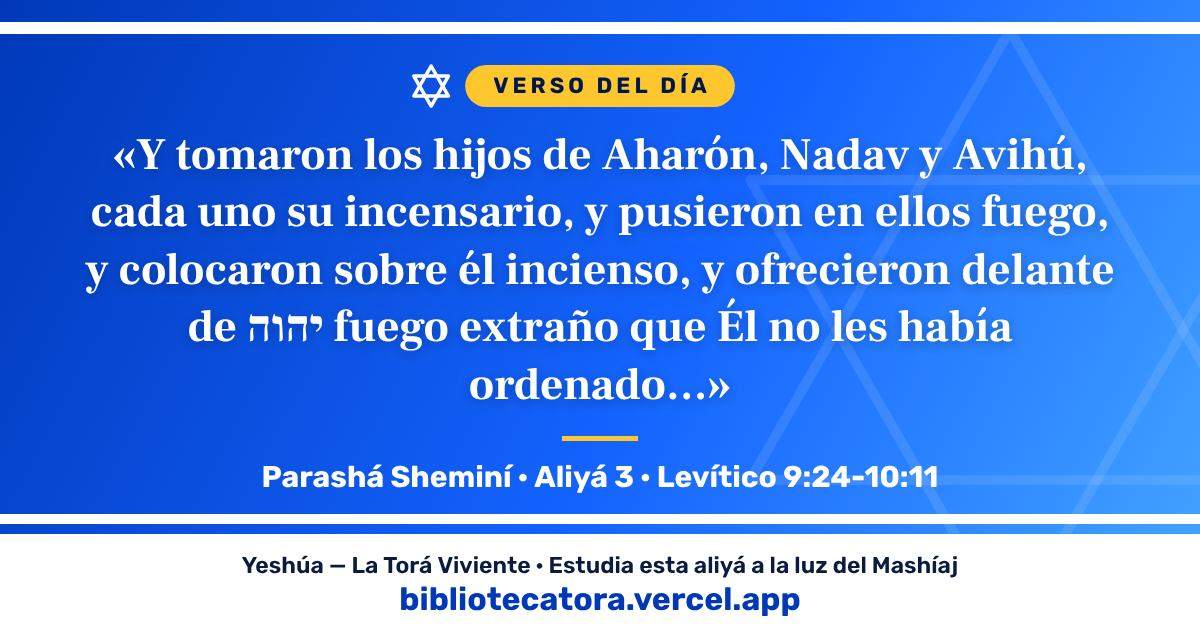 VERSO DEL DÍA
«Y tomaron los hijos de Aharón, Nadav y Avihú,
cada uno su incensario, y pusieron en ellos fuego,
y colocaron sobre él incienso, y ofrecieron delante
de יהוה fuego extraño que Él no les había
ordenado…»
Parashá Sheminí • Aliyá 3 • Levítico 9:24-10:11
Yeshúa — La Torá Viviente • Estudia esta aliyá a la luz del Mashíaj
bibliotecatora.vercel.app